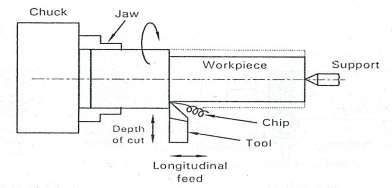 Chuck
Jaw
Workpiece
Support
Chip
Depth
of cut
Tool
Longitudinal
feed